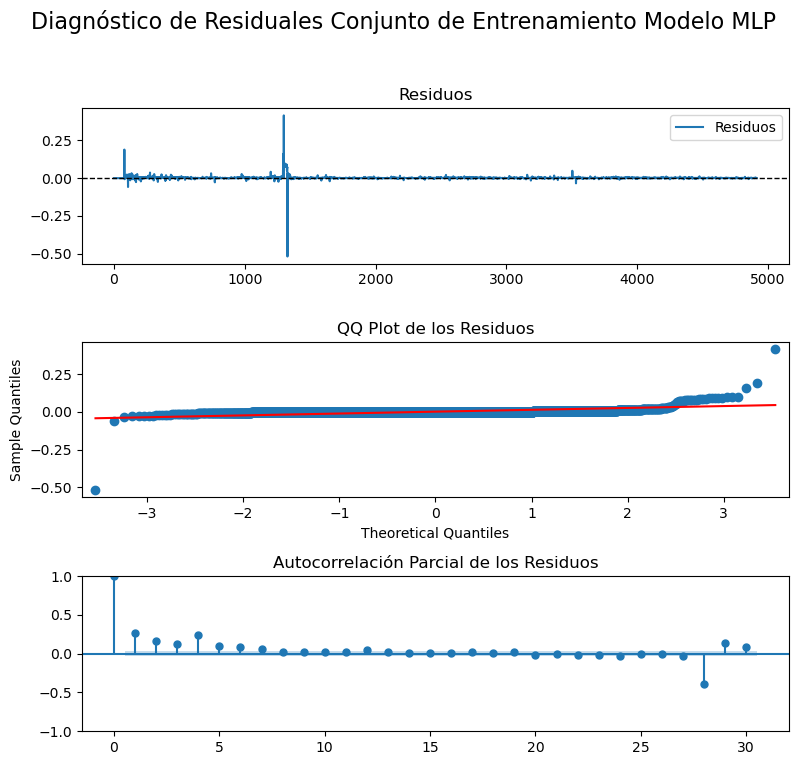 Diagnóstico de Residuales Conjunto de Entrenamiento Modelo MLP
Residuos
Residuos
0.25
0.00
−0.25
−0.50
0 1000 2000 3000 4000 5000
QQ Plot de los Residuos
Sample Quantiles
0.25
0.00
−0.25
−0.50
−3 −2 −1 0 1 2 3
Theoretical Quantiles
Autocorrelación Parcial de los Residuos
1.0
0.5
0.0
−0.5
−1.0
0 5 10 15 20 25 30